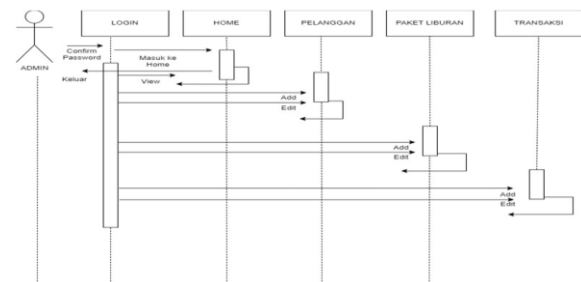 LOGIN
HOME
PELANGGAN
PAKET LIBURAN
TRANSAKSI
ADMIN
Confirm
Password
Masuk ke
Home
Keluar
View
Add
Edit
Add
Edit
Add
Edit